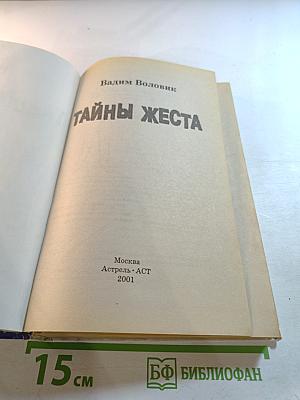 Вадим Воловик
ТАЙНЫ ЖЕСТА
Москва
Астрель • АСТ
2001
15 см
БФ БИБЛИОФАН